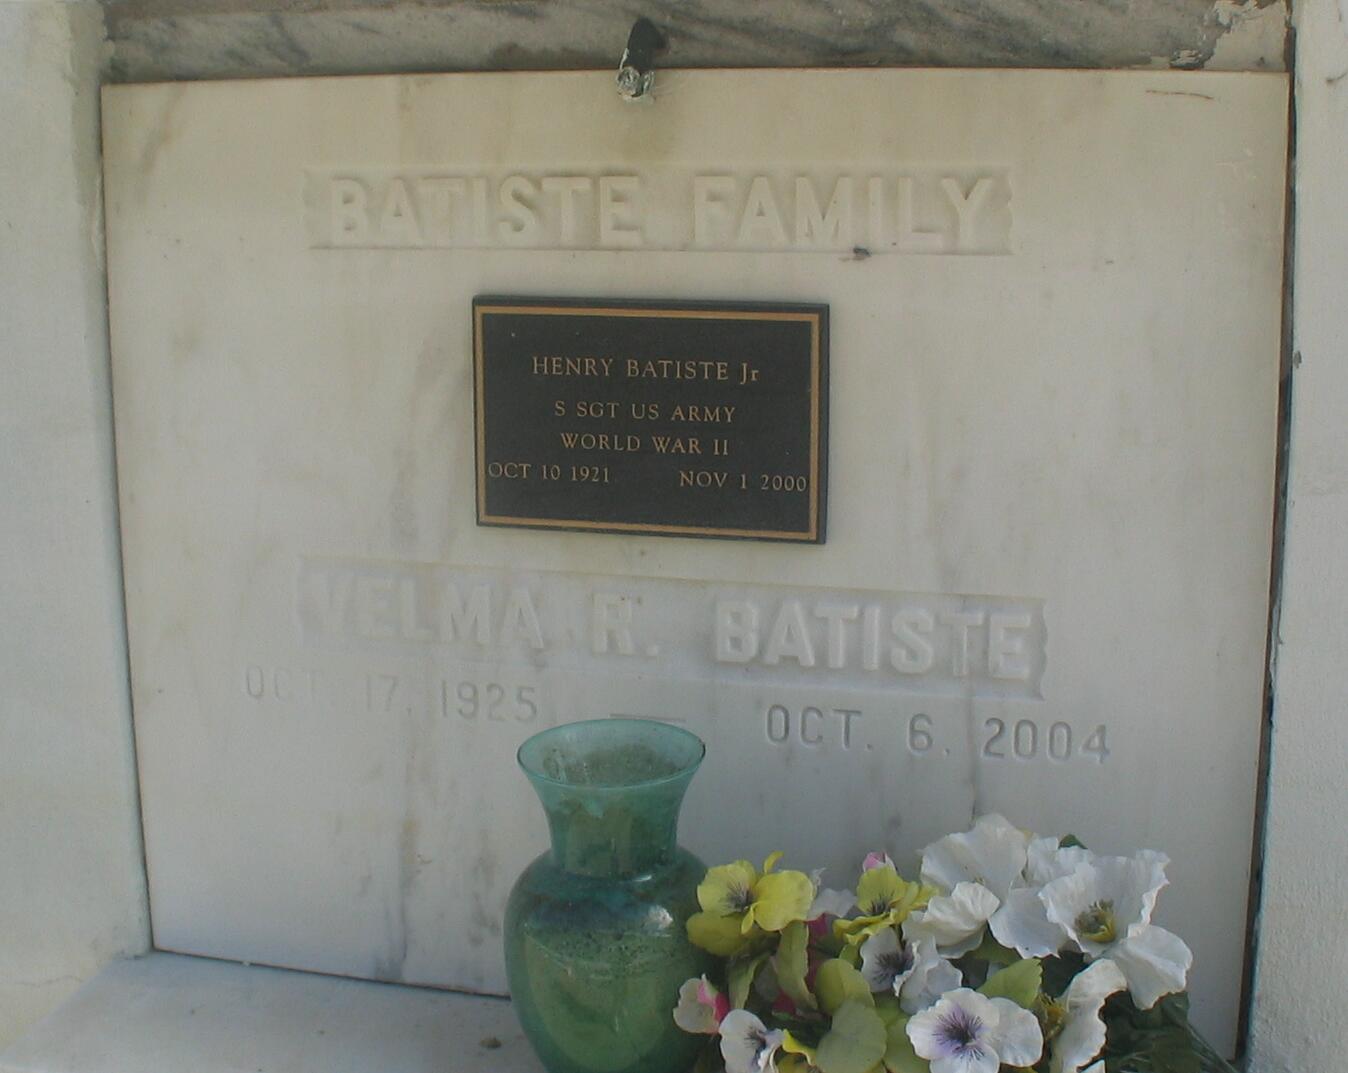 BATISTE FAMILY
HENRY BATISTE Jr
S SGT US ARMY
WORLD WAR II
OCT 10 1921 NOV 1 2000
VELMA R. BATISTE
OCT. 17. 1925 — OCT. 6. 2004